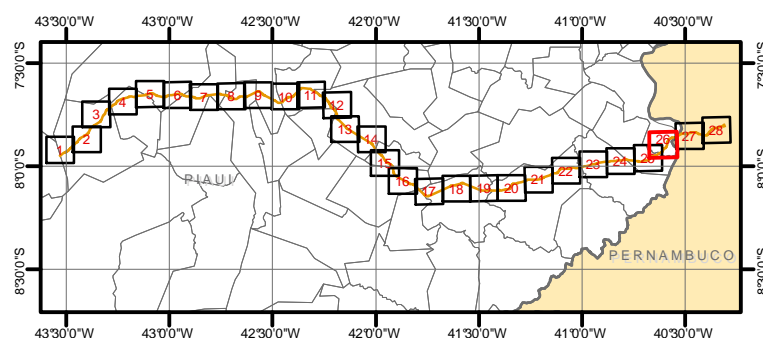 43°30'0"W 43°0'0"W 42°30'0"W 42°0'0"W 41°30'0"W 41°0'0"W 40°30'0"W
7°30'0"S 7°30'0"S
1 2 3 4 5 6 7 8 9 10 11 12 13 14 15 16 17 18 19 20 21 22 23 24 25 26 27 28
8°0'0"S 8°0'0"S
PIAUI
PERNAMBUCO
8°30'0"S 8°30'0"S
43°30'0"W 43°0'0"W 42°30'0"W 42°0'0"W 41°30'0"W 41°0'0"W 40°30'0"W